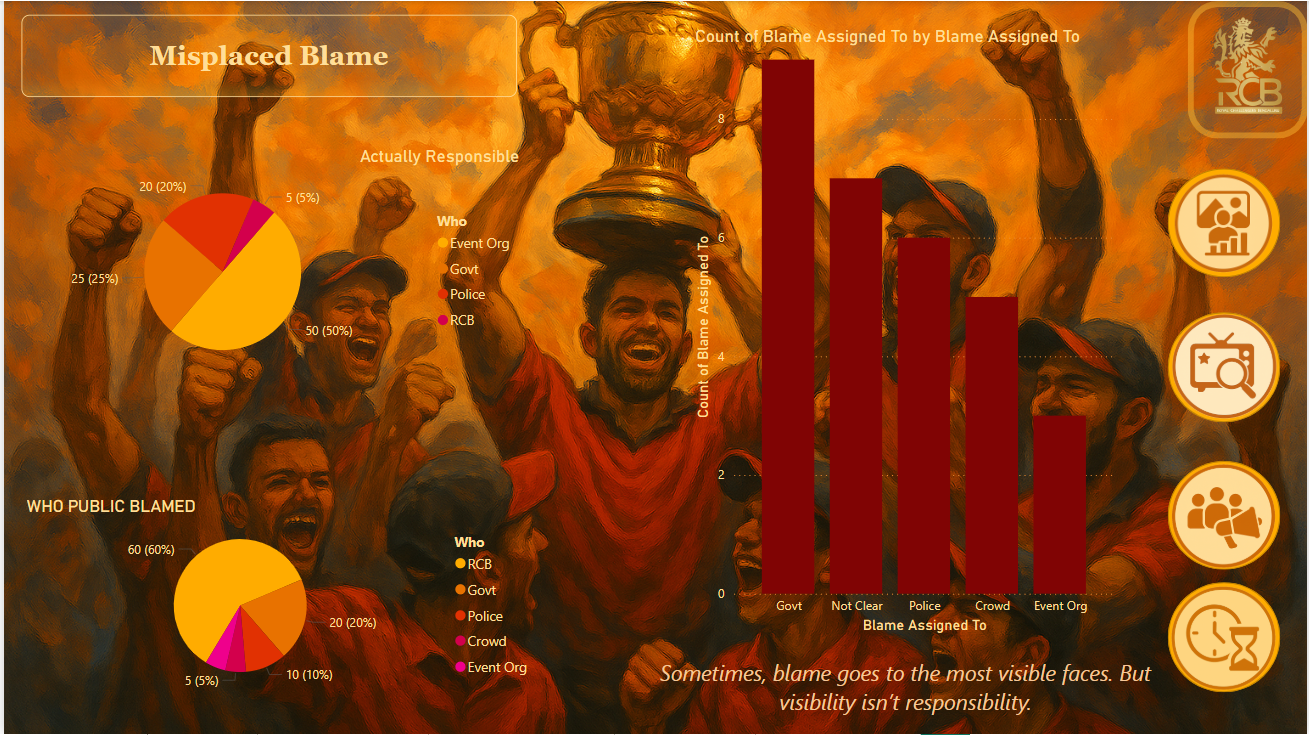 Misplaced Blame
Actually Responsible
20 (20%)
5 (5%)
25 (25%)
50 (50%)
Who
Event Org
Govt
Police
RCB
WHO PUBLIC BLAMED
60 (60%)
20 (20%)
10 (10%)
5 (5%)
Who
RCB
Govt
Police
Crowd
Event Org
Count of Blame Assigned To by Blame Assigned To
Count of Blame Assigned To
8
6
4
2
0
Govt
Not Clear
Police
Crowd
Event Org
Blame Assigned To
Sometimes, blame goes to the most visible faces. But
visibility isn’t responsibility.
RCB